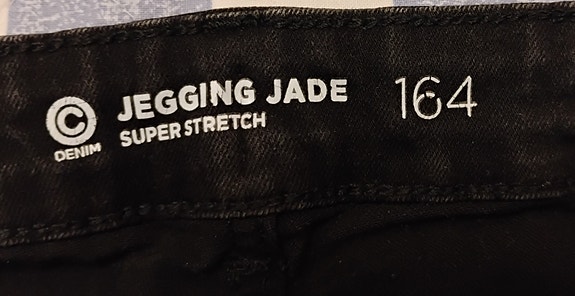 © JEGGING JADE 164
DENIM SUPER STRETCH